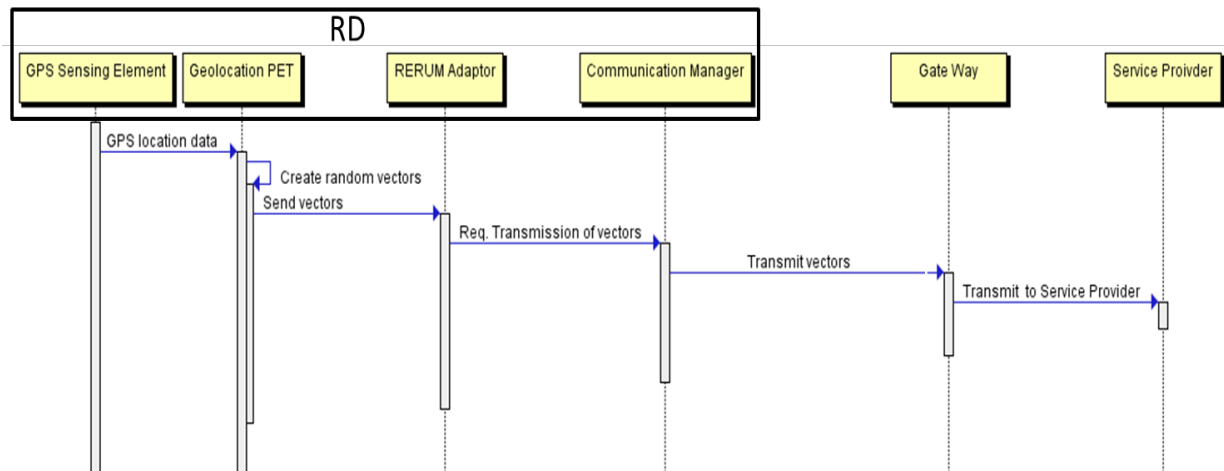 RD
GPS Sensing Element
Geolocation PET
RERUM Adaptor
Communication Manager
Gate Way
Service Proivder
GPS location data
Create random vectors
Send vectors
Req. Transmission of vectors
Transmit vectors
Transmit to Service Provider